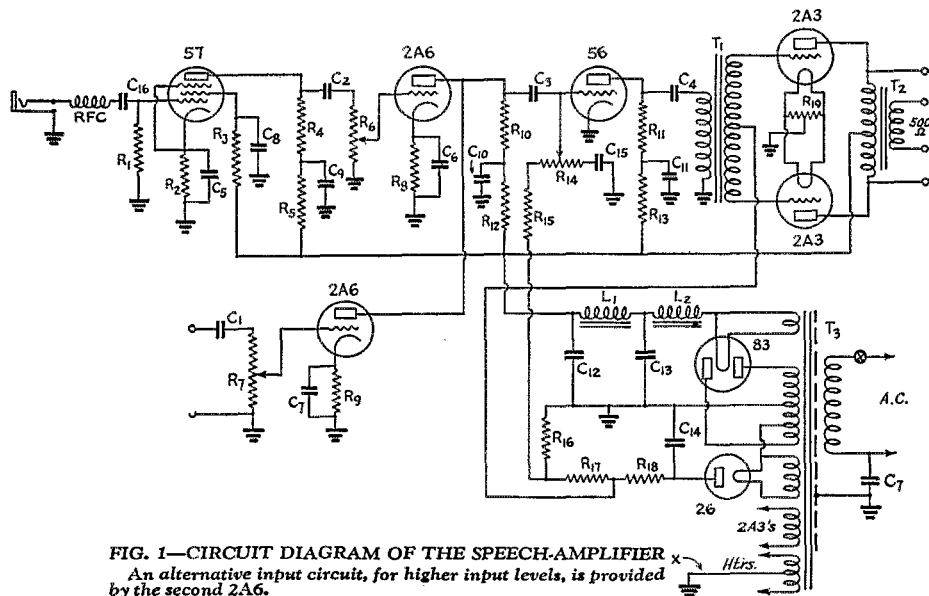 2A3
57
2A6
56
T1
C16
C2
C3
C4
RFC
R1
R2
R3
C5
C8
R4
R5
C9
R6
R8
C6
C10
R10
R12
R14
C15
R15
R11
R13
C11
R19
T2
500
Ω
2A3
2A6
C1
R7
C7
R9
L1
L2
C12
C13
83
T3
A.C.
R16
C14
R17
R18
26
C7
2A3's
X
Htrs.
FIG. 1—CIRCUIT DIAGRAM OF THE SPEECH-AMPLIFIER
An alternative input circuit, for higher input levels, is provided
by the second 2A6.